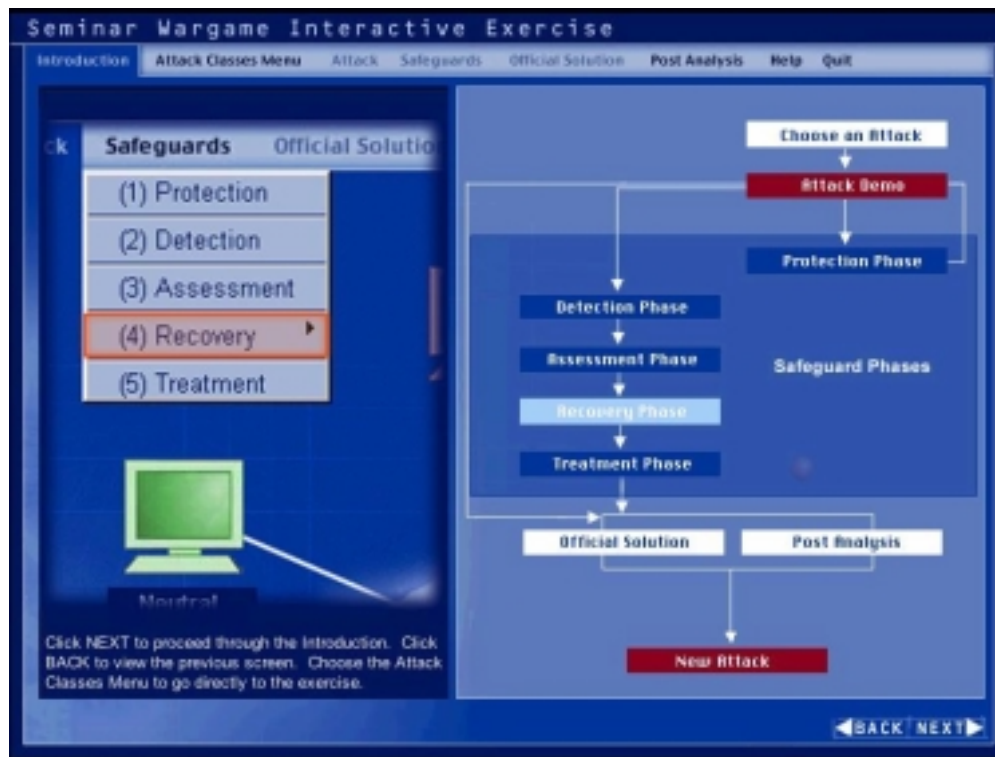 Seminar Wargame Interactive Exercise
Introduction Attack Classes Menu Attack Safeguards Official Solution Post Analysis Help Quit
ck Safeguards Official Solutio
(1) Protection
(2) Detection
(3) Assessment
(4) Recovery
(5) Treatment
Neutral
Click NEXT to proceed through the Introduction. Click
BACK to view the previous screen. Choose the Attack
Classes Menu to go directly to the exercise.
Choose an Attack
Attack Demo
Protection Phase
Detection Phase
Assessment Phase
Safeguard Phases
Recovery Phase
Treatment Phase
Official Solution
Post Analysis
New Attack
BACK NEXT